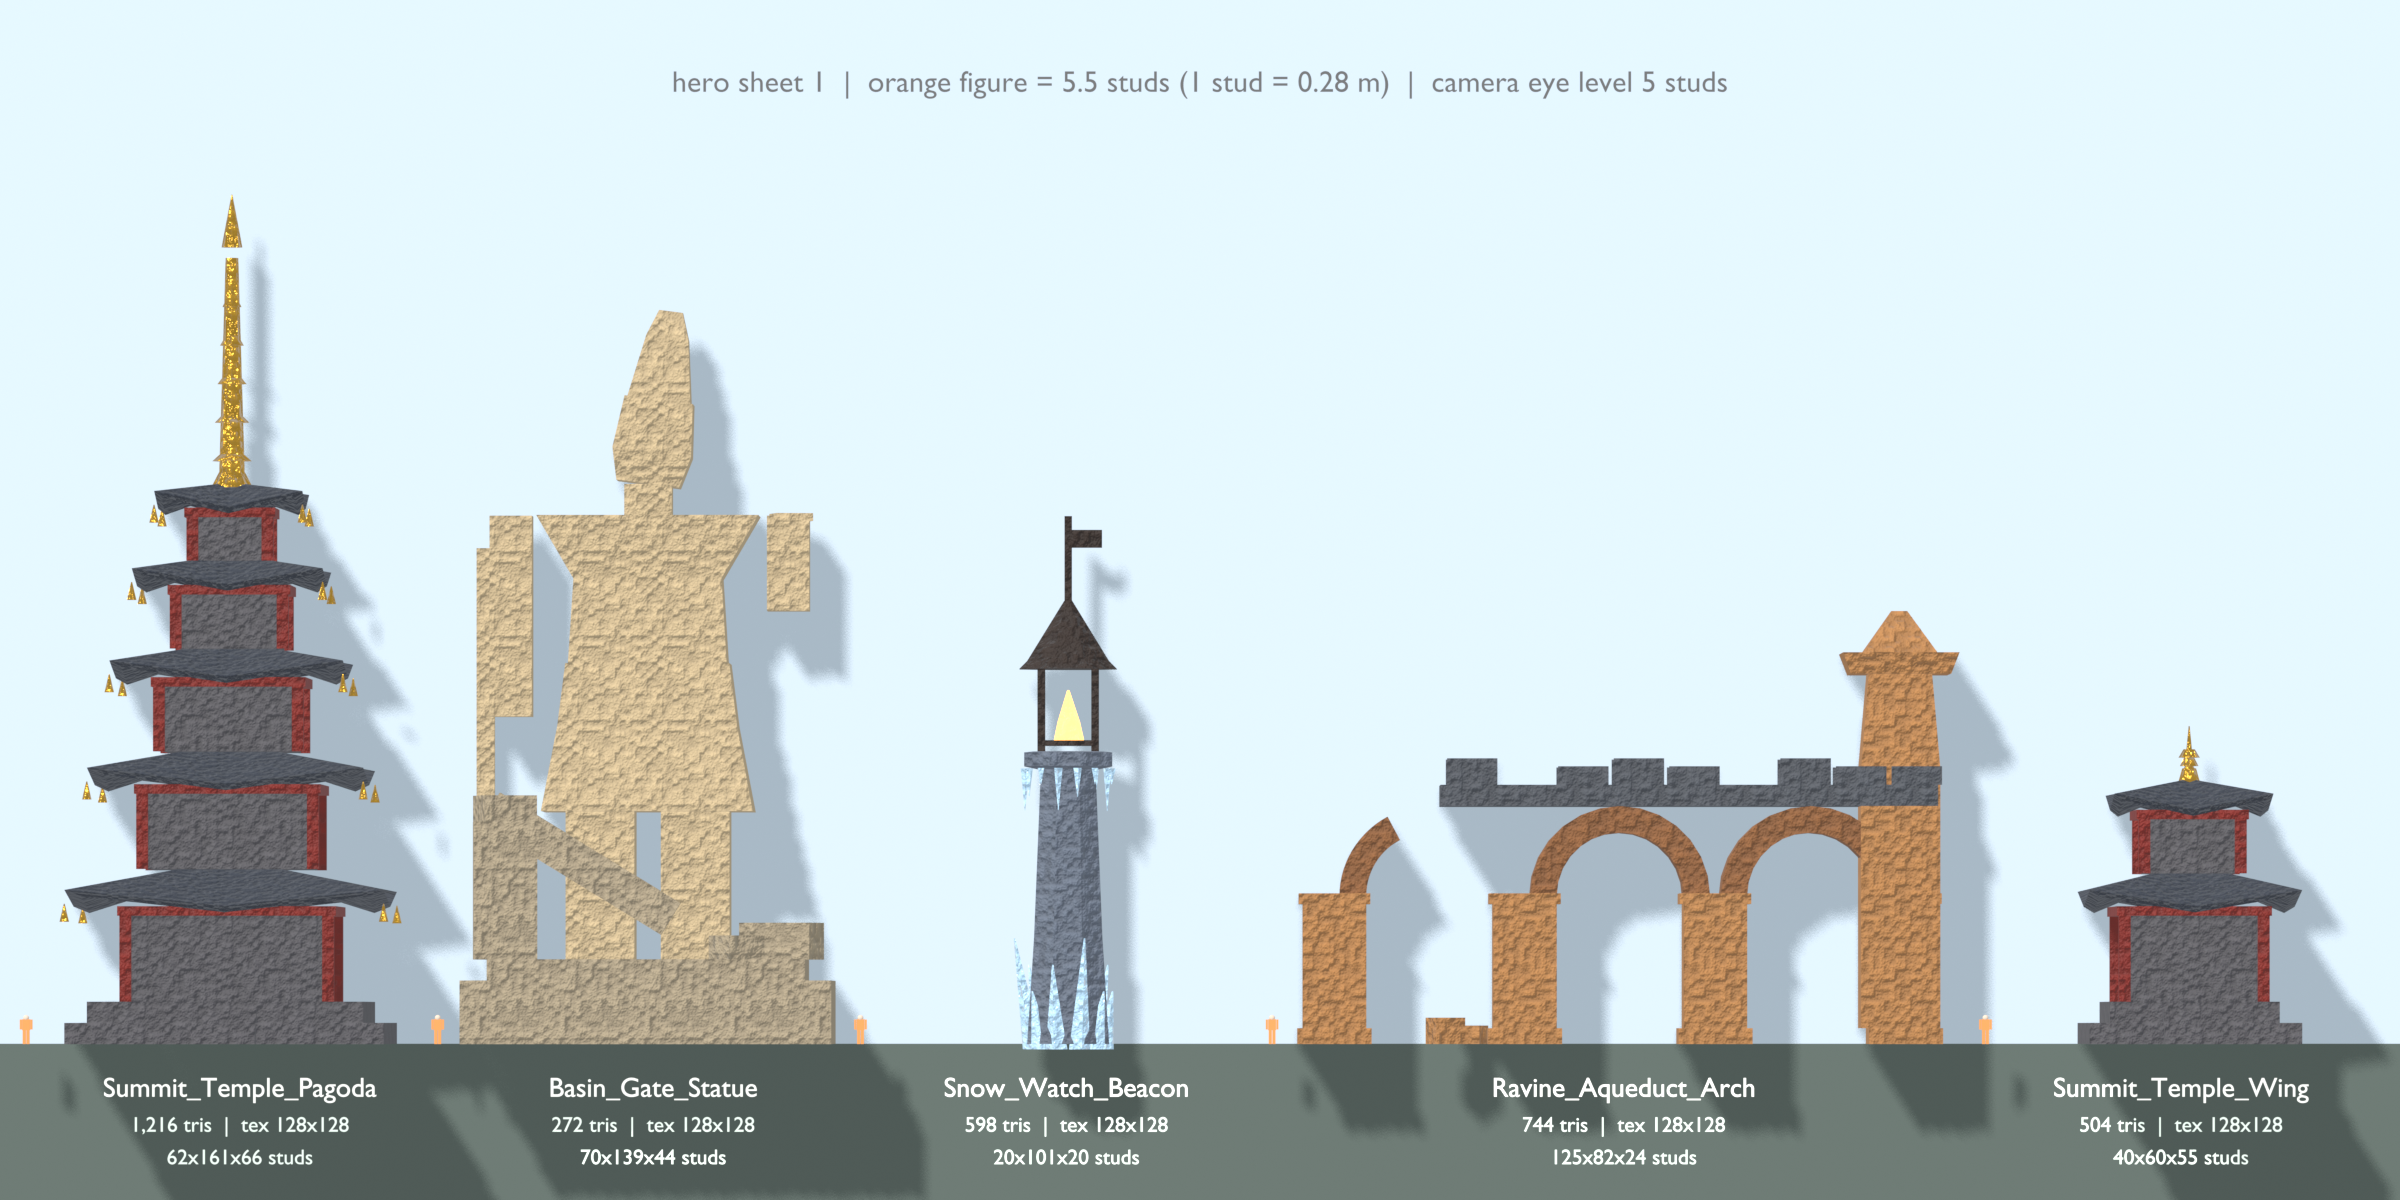 hero sheet 1 | orange figure = 5.5 studs (1 stud = 0.28 m) | camera eye level 5 studs
Summit_Temple_Pagoda
1,216 tris | tex 128x128
62x161x66 studs
Basin_Gate_Statue
272 tris | tex 128x128
70x139x44 studs
Snow_Watch_Beacon
598 tris | tex 128x128
20x101x20 studs
Ravine_Aqueduct_Arch
744 tris | tex 128x128
125x82x24 studs
Summit_Temple_Wing
504 tris | tex 128x128
40x60x55 studs